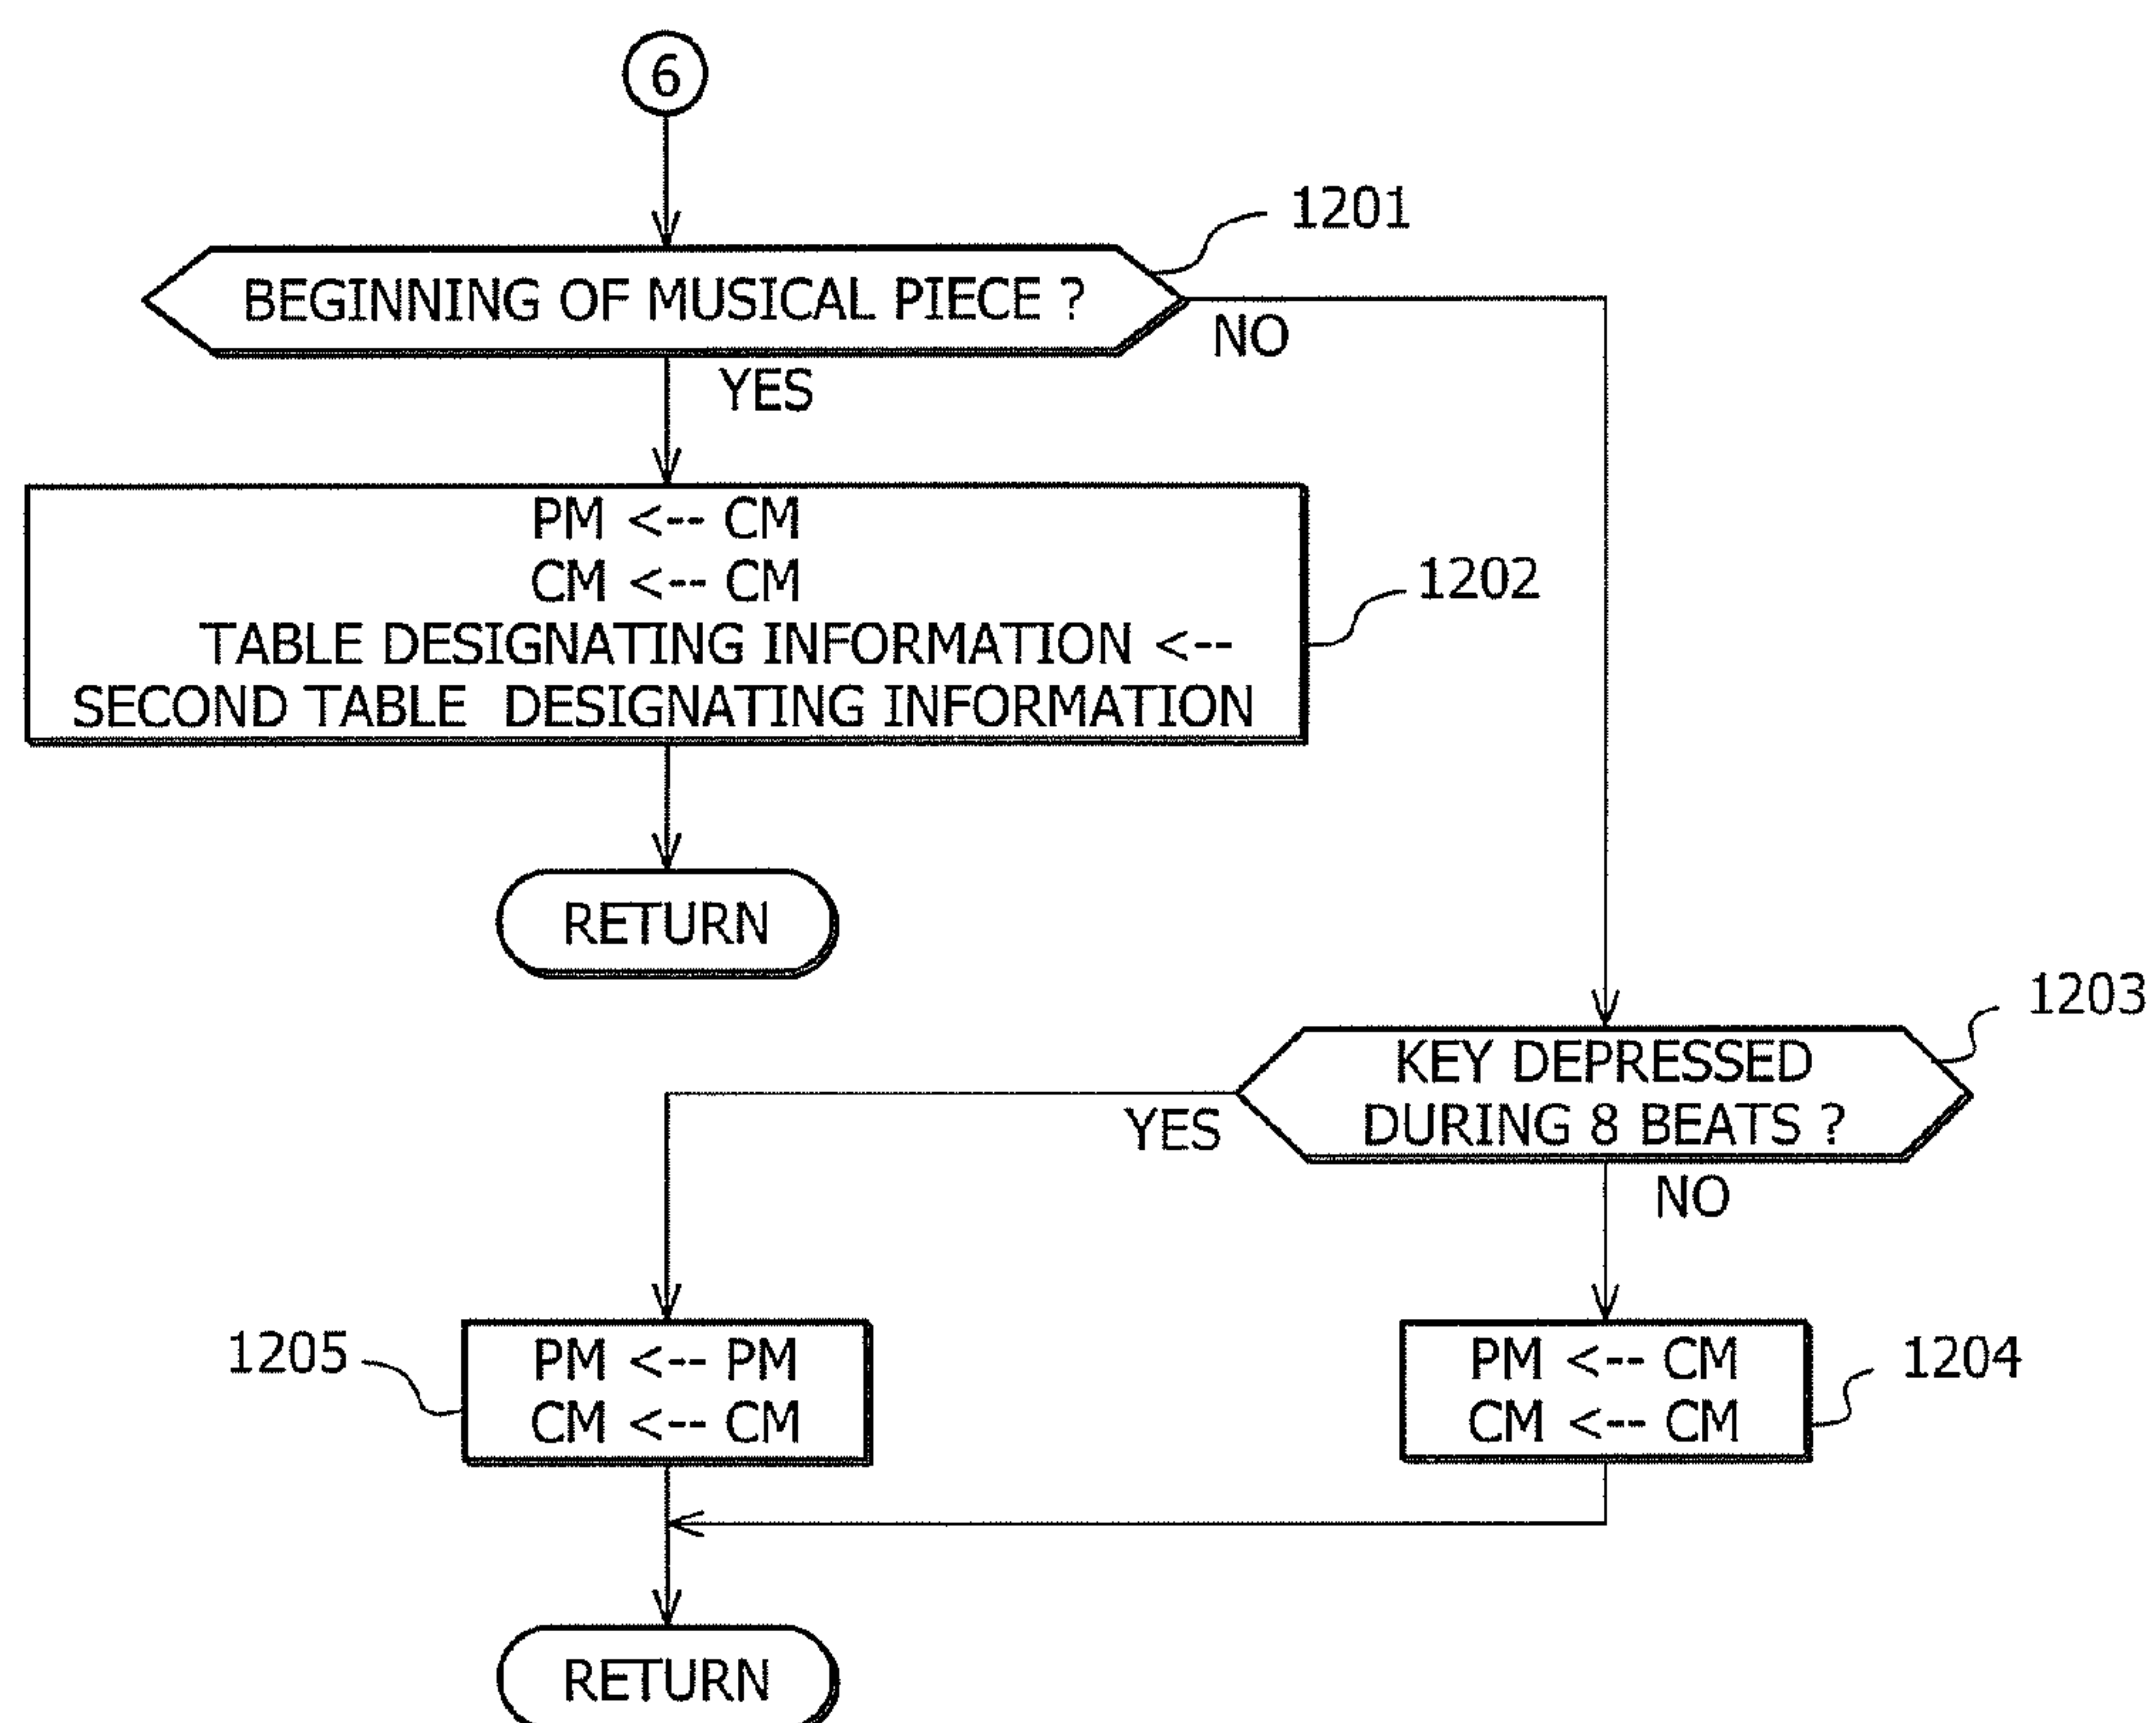 6
1201
BEGINNING OF MUSICAL PIECE ?
NO
YES
PM <-- CM
CM <-- CM
1202
TABLE DESIGNATING INFORMATION <--
SECOND TABLE DESIGNATING INFORMATION
RETURN
1203
KEY DEPRESSED
DURING 8 BEATS ?
YES
NO
1205
PM <-- PM
CM <-- CM
PM <-- CM
CM <-- CM
1204
RETURN